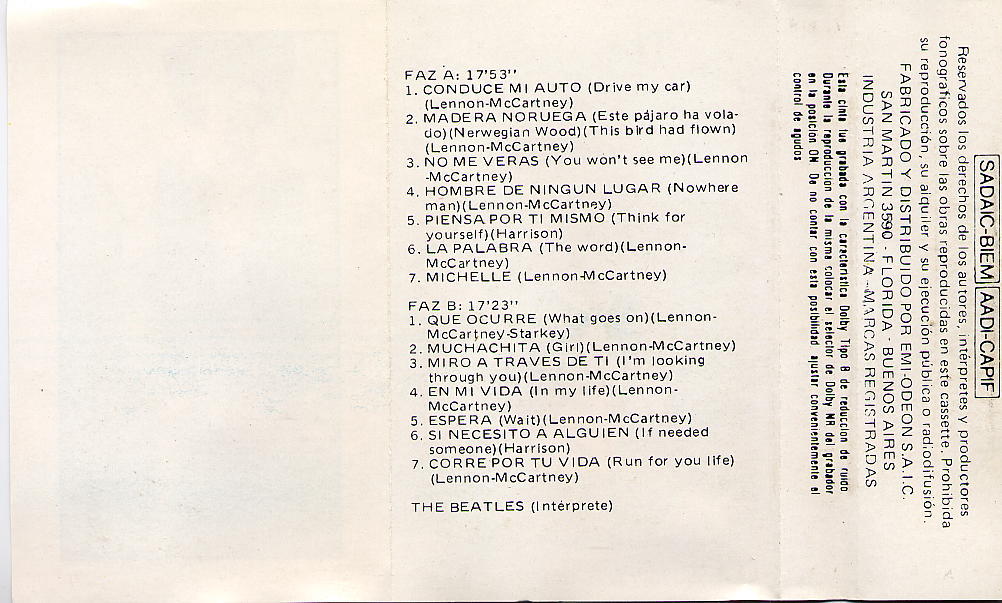 FAZ A: 17'53''
1. CONDUCE MI AUTO (Drive my car)
(Lennon-McCartney)
2. MADERA NORUEGA (Este pájaro ha vola-
do)(Nerwegian Wood)(This bird had flown)
(Lennon-McCartney)
3. NO ME VERAS (You won't see me)(Lennon
-McCartney)
4. HOMBRE DE NINGUN LUGAR (Nowhere
man)(Lennon-McCartney)
5. PIENSA POR TI MISMO (Think for
yourself)(Harrison)
6. LA PALABRA (The word)(Lennon-
McCartney)
7. MICHELLE (Lennon-McCartney)
FAZ B: 17'23''
1. QUE OCURRE (What goes on)(Lennon-
McCartney-Starkey)
2. MUCHACHITA (Girl)(Lennon-McCartney)
3. MIRO A TRAVES DE TI (I'm looking
through you)(Lennon-McCartney)
4. EN MI VIDA (In my life)(Lennon-
McCartney)
5. ESPERA (Wait)(Lennon-McCartney)
6. SI NECESITO A ALGUIEN (If needed
someone)(Harrison)
7. CORRE POR TU VIDA (Run for you life)
(Lennon-McCartney)
THE BEATLES (Intérprete)
SADAIC-BIEM AADI-CAPIF
Reservados los derechos de los autores, intérpretes y productores
fonograficos sobre las obras reproducidas en este cassette. Prohibida
su reproducción, su alquiler y su ejecución pública o radiodifusión.
FABRICADO Y DISTRIBUIDO POR EMI-ODEON S.A.I.C.
SAN MARTIN 3590 - FLORIDA - BUENOS AIRES
INDUSTRIA ARGENTINA - MARCAS REGISTRADAS
Esta cinta fue grabada con la caracteristica Dolby Tipo B de reduccion de ruido
Durante la reproduccion de la misma colocar el selector de Dolby NR del grabador
en la posicion ON. De no contar con esta posibilidad ajustar convenientemente el
control de agudos